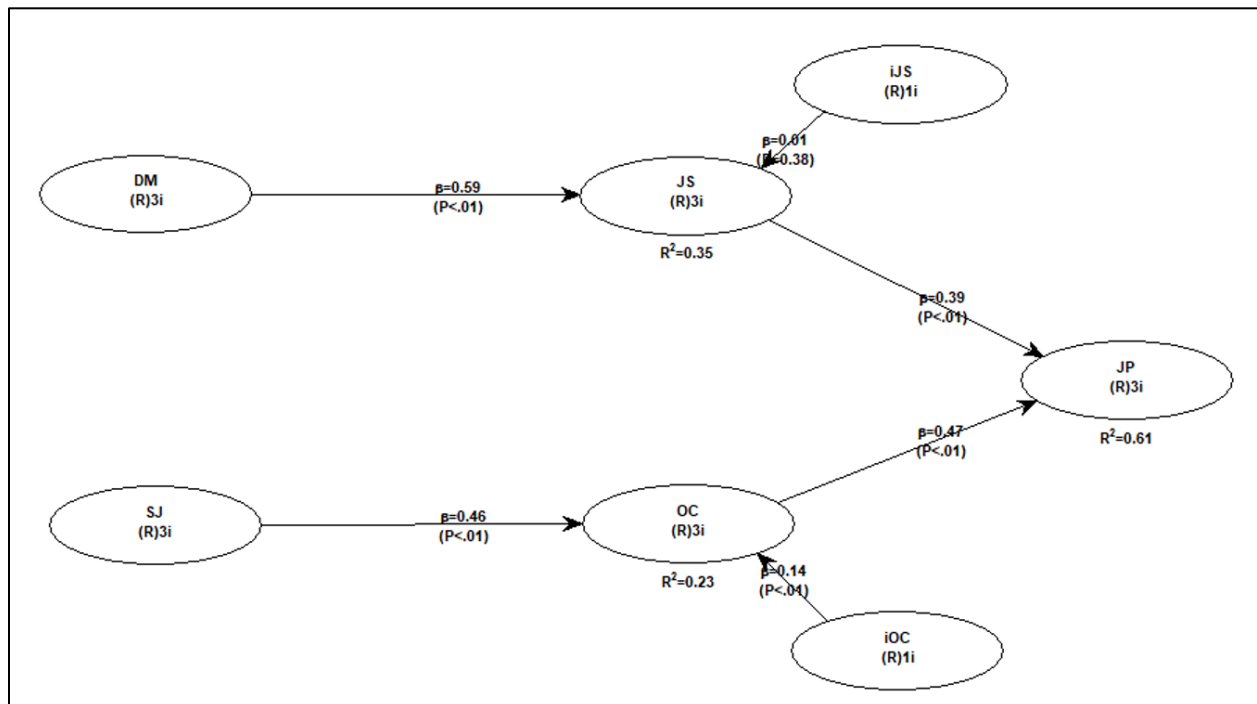 iJS
(R)1i
β=0.01
(P=0.38)
DM
(R)3i
β=0.59
(P<.01)
JS
(R)3i
R²=0.35
β=0.39
(P<.01)
JP
(R)3i
R²=0.61
β=0.47
(P<.01)
SJ
(R)3i
β=0.46
(P<.01)
OC
(R)3i
R²=0.23
β=0.14
(P<.01)
iOC
(R)1i